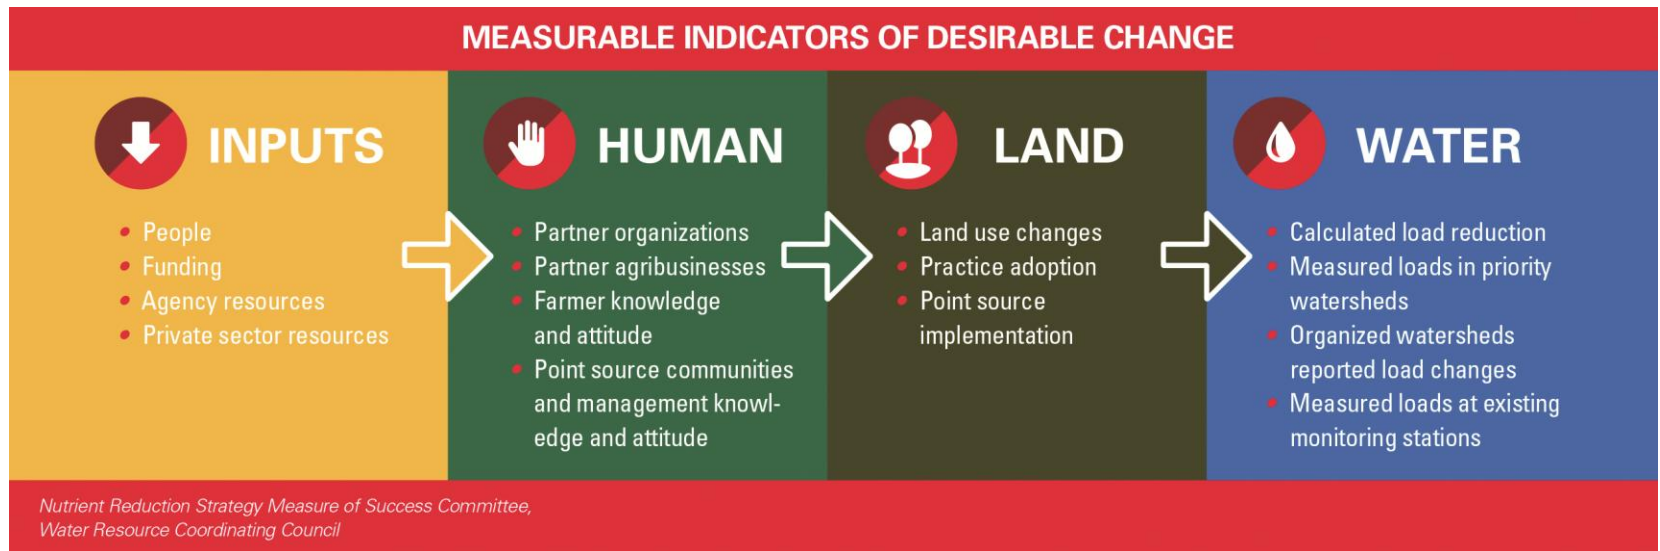 MEASURABLE INDICATORS OF DESIRABLE CHANGE
INPUTS
• People
• Funding
• Agency resources
• Private sector resources
HUMAN
• Partner organizations
• Partner agribusinesses
• Farmer knowledge
and attitude
• Point source communities
and management knowl-
edge and attitude
LAND
• Land use changes
• Practice adoption
• Point source
implementation
WATER
• Calculated load reduction
• Measured loads in priority
watersheds
• Organized watersheds
reported load changes
• Measured loads at existing
monitoring stations
Nutrient Reduction Strategy Measure of Success Committee,
Water Resource Coordinating Council